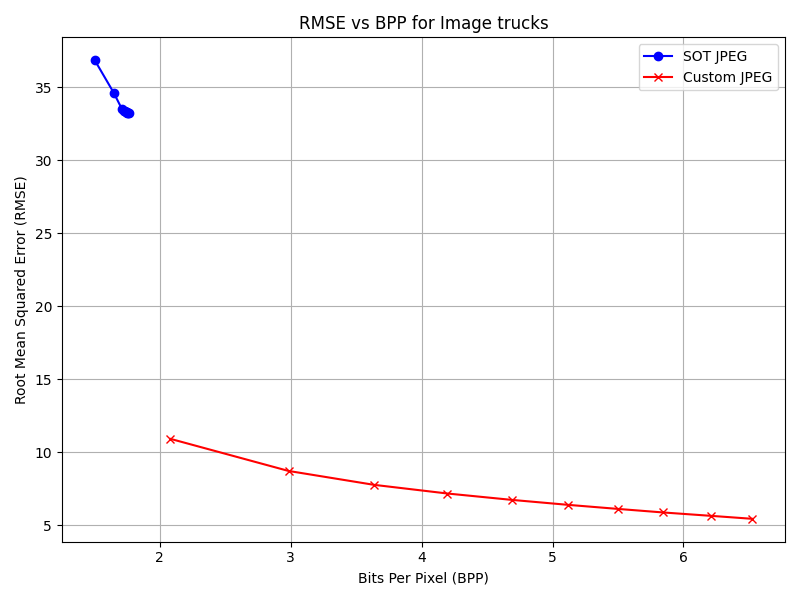 RMSE vs BPP for Image trucks
SOT JPEG
Custom JPEG
Root Mean Squared Error (RMSE)
35
30
25
20
15
10
5
2 3 4 5 6
Bits Per Pixel (BPP)